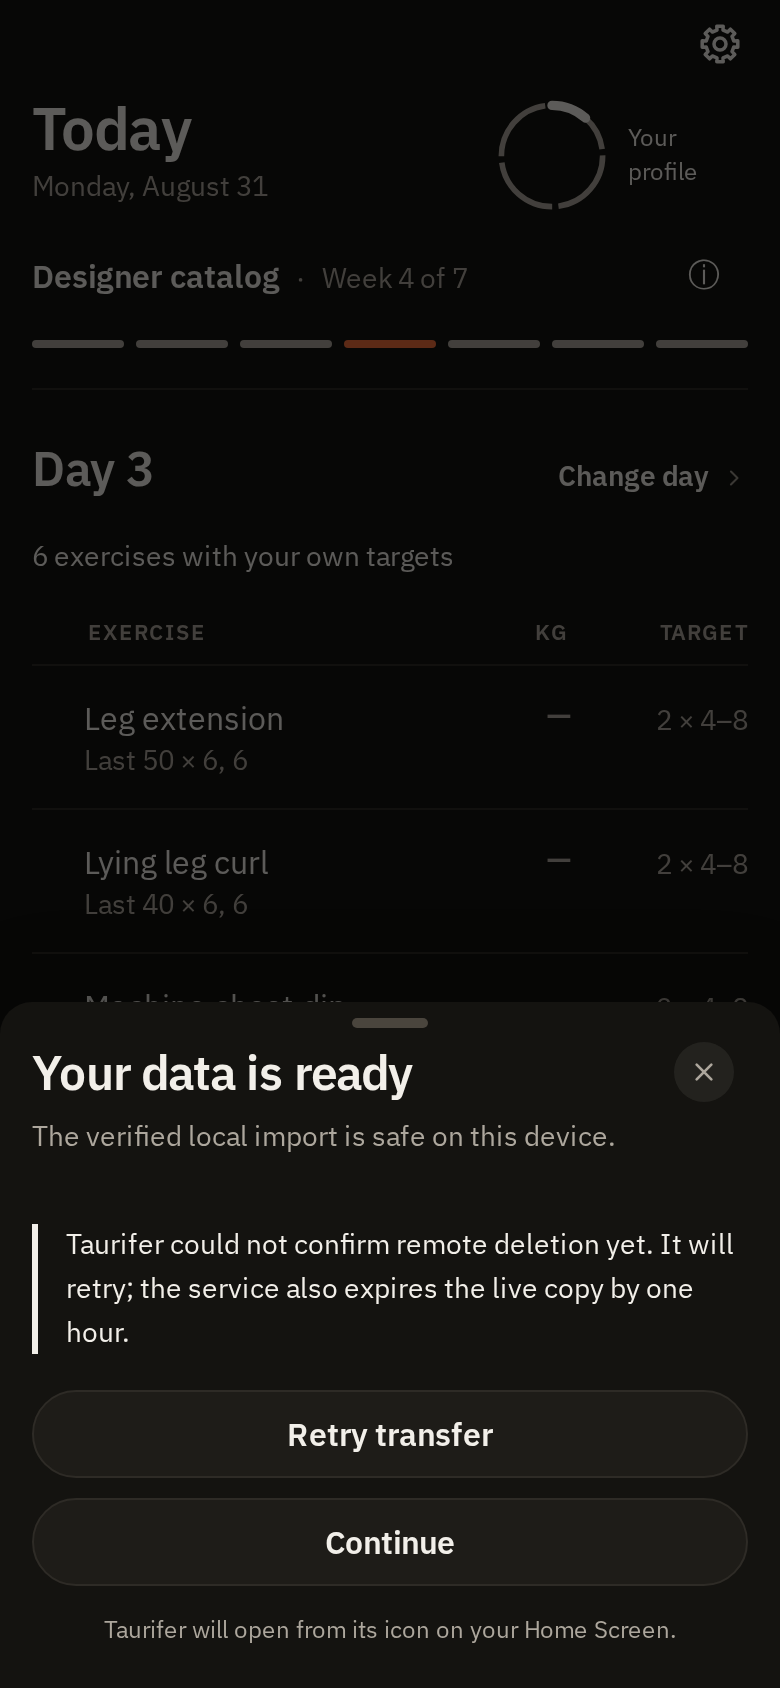 Today
Monday, August 31
Your
profile
Designer catalog · Week 4 of 7
Day 3
Change day
6 exercises with your own targets
EXERCISE KG TARGET
Leg extension — 2 × 4–8
Last 50 × 6, 6
Lying leg curl — 2 × 4–8
Last 40 × 6, 6
Your data is ready
The verified local import is safe on this device.
Taurifer could not confirm remote deletion yet. It will
retry; the service also expires the live copy by one
hour.
Retry transfer
Continue
Taurifer will open from its icon on your Home Screen.